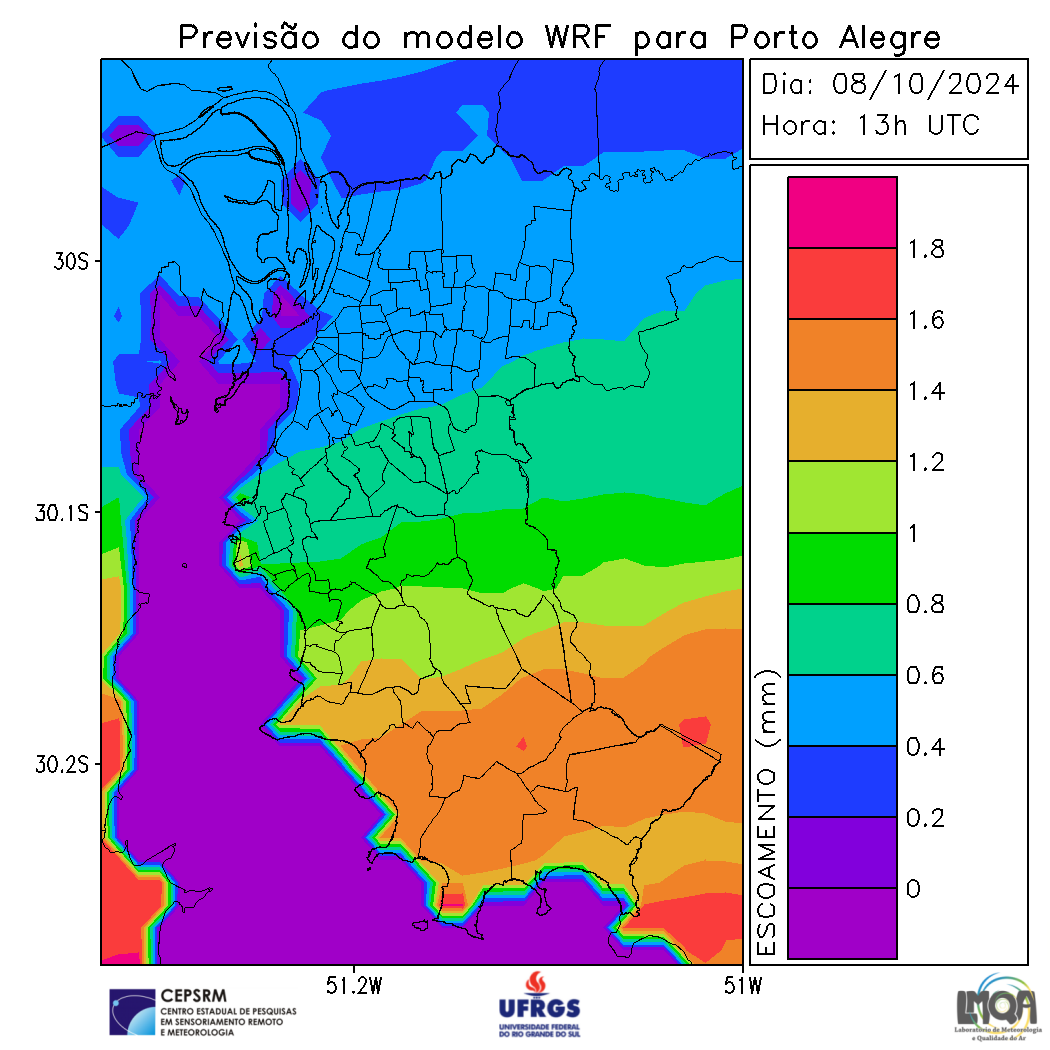 Previsão do modelo WRF para Porto Alegre
Dia: 08/10/2024
Hora: 13h UTC
1.8
1.6
1.4
1.2
1
0.8
0.6
0.4
0.2
0
ESCOAMENTO (mm)
30S
30.1S
30.2S
51.2W
51W
CEPSRM
CENTRO ESTADUAL DE PESQUISAS
EM SENSORIAMENTO REMOTO
E METEOROLOGIA
UFRGS
UNIVERSIDADE FEDERAL
DO RIO GRANDE DO SUL
LMQA
Laboratório de Meteorologia
e Qualidade do Ar